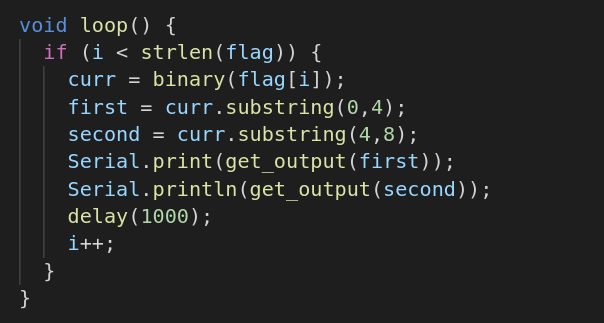 void loop() {
  if (i < strlen(flag)) {
    curr = binary(flag[i]);
    first = curr.substring(0,4);
    second = curr.substring(4,8);
    Serial.print(get_output(first));
    Serial.println(get_output(second));
    delay(1000);
    i++;
  }
}